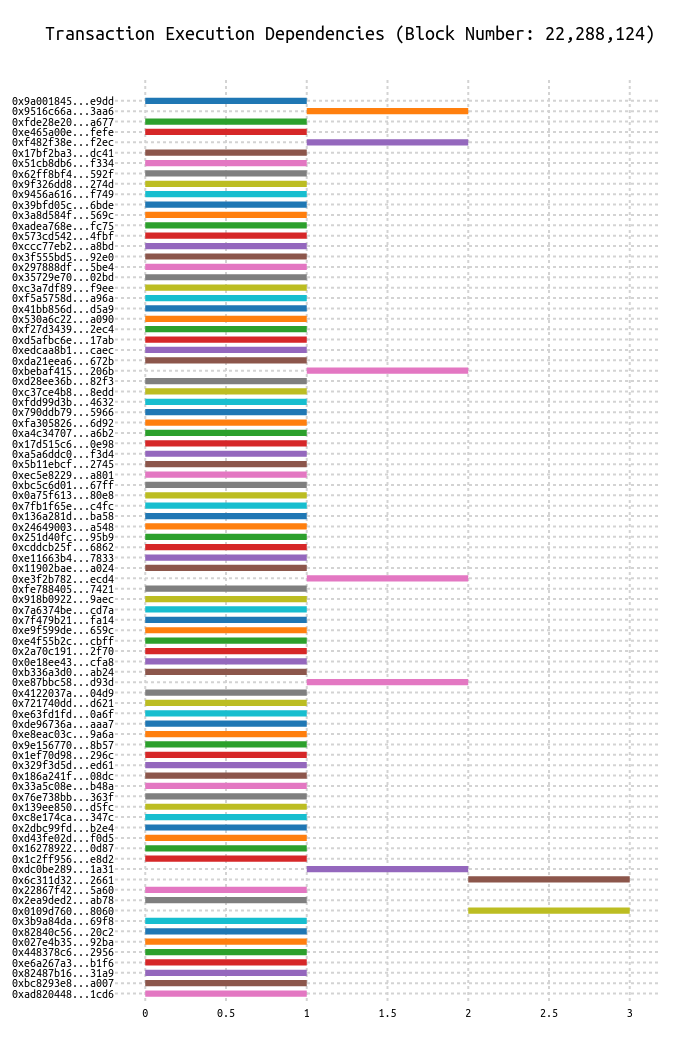 Transaction Execution Dependencies (Block Number: 22,288,124)
0x9a001845...e9dd
0x9516c66a...3aa6
0xfde28e20...a677
0xe465a00e...fefe
0xf482f38e...f2ec
0x17bf2ba3...dc41
0x51cb8db6...f334
0x62ff8bf4...592f
0x9f326dd8...274d
0x9456a616...f749
0x39bfd05c...6bde
0x3a8d584f...569c
0xadea768e...fc75
0x573cd542...4fbf
0xccc77eb2...a8bd
0x3f555bd5...92e0
0x297888df...5be4
0x35729e70...02bd
0xc3a7df89...f9ee
0xf5a5758d...a96a
0x41bb856d...d5a9
0x530a6c22...a090
0xf27d3439...2ec4
0xd5afbc6e...17ab
0xedcaa8b1...caec
0xda21eea6...672b
0xbebaf415...206b
0xd28ee36b...82f3
0xc37ce4b8...8edd
0xfdd99d3b...4632
0x790ddb79...5966
0xfa305826...6d92
0xa4c34707...a6b2
0x17d515c6...0e98
0xa5a6ddc0...f3d4
0x5b11ebcf...2745
0xec5e8229...a801
0xbc5c6d01...67ff
0x0a75f613...80e8
0x7fb1f65e...c4fc
0x136a281d...ba58
0x24649003...a548
0x251d40fc...95b9
0xcddcb25f...6862
0xe11663b4...7833
0x11902bae...a024
0xe3f2b782...ecd4
0xfe788405...7421
0x918b0922...9aec
0x7a6374be...cd7a
0x7f479b21...fa14
0xe9f599de...659c
0xe4f55b2c...cbff
0x2a70c191...2f70
0x0e18ee43...cfa8
0xb336a3d0...ab24
0xe87bbc58...d93d
0x4122037a...04d9
0x721740dd...d621
0xe63fd1fd...0a6f
0xde96736a...aaa7
0xe8eac03c...9a6a
0x9e156770...8b57
0x1ef70d98...296c
0x329f3d5d...ed61
0x186a241f...08dc
0x33a5c08e...b48a
0x76e738bb...363f
0x139ee850...d5fc
0xc8e174ca...347c
0x2dbc99fd...b2e4
0xd43fe02d...f0d5
0x16278922...0d87
0x1c2ff956...e8d2
0xdc0be289...1a31
0x6c311d32...2661
0x22867f42...5a60
0x2ea9ded2...ab78
0x0109d760...8060
0x3b9a84da...69f8
0x82840c56...20c2
0x027e4b35...92ba
0x448378c6...2956
0xe6a267a3...b1f6
0x82487b16...31a9
0xbc8293e8...a007
0xad820448...1cd6
0 0.5 1 1.5 2 2.5 3